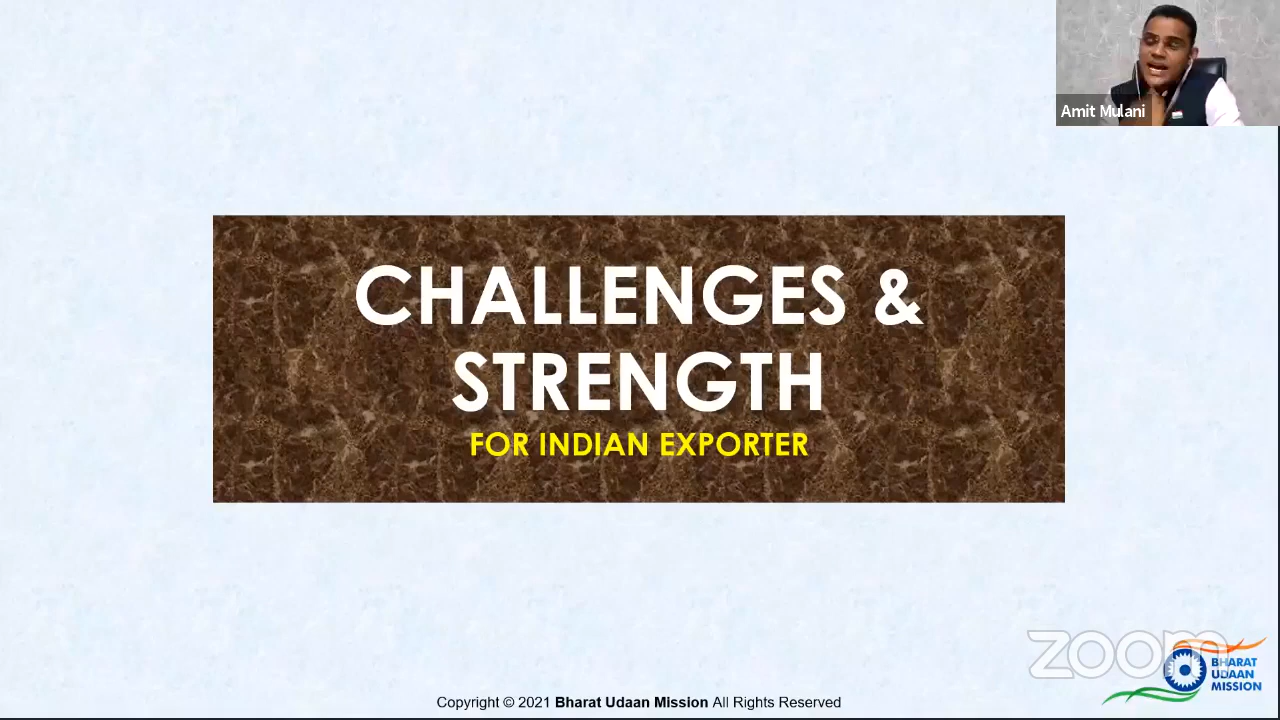 Amit Mulani
CHALLENGES &
STRENGTH
FOR INDIAN EXPORTER
zoom
BHARAT
UDAAN
MISSION
Copyright © 2021 Bharat Udaan Mission All Rights Reserved